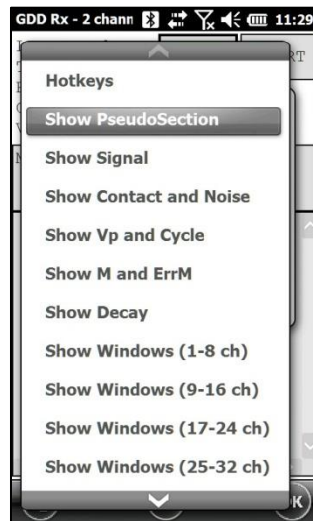 GDD Rx - 2 chann 11:29
Hotkeys
Show PseudoSection
Show Signal
Show Contact and Noise
Show Vp and Cycle
Show M and ErrM
Show Decay
Show Windows (1-8 ch)
Show Windows (9-16 ch)
Show Windows (17-24 ch)
Show Windows (25-32 ch)